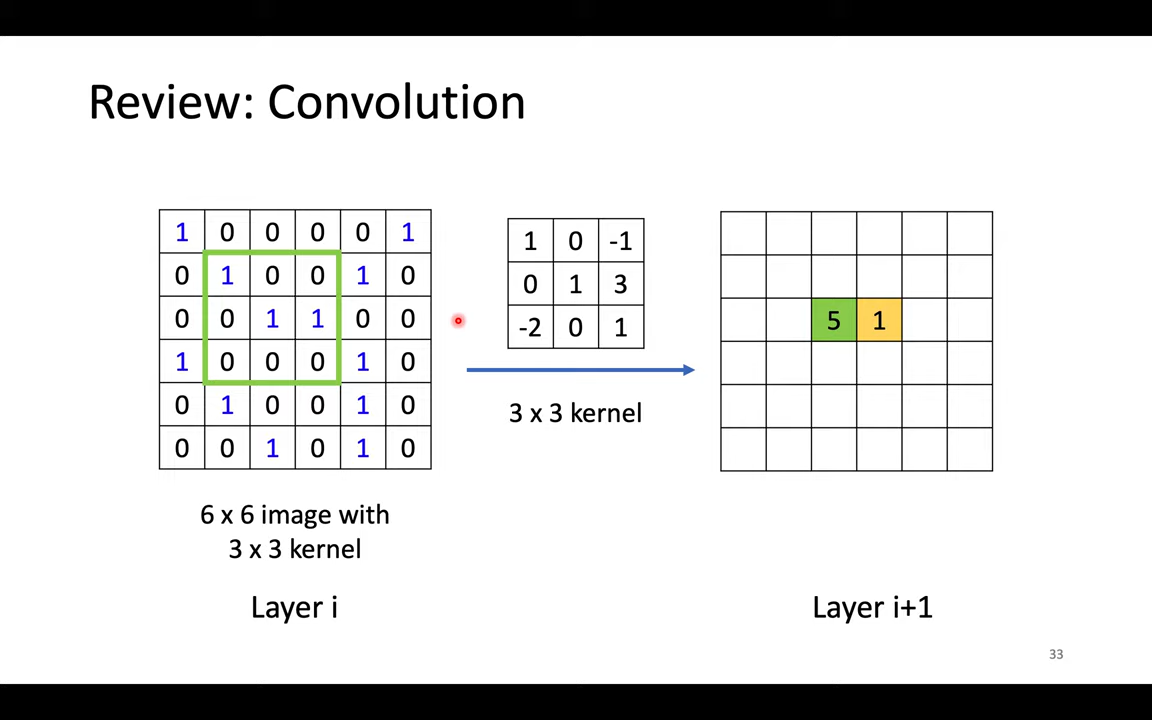 Review: Convolution
1 0 0 0 0 1
0 1 0 0 1 0
0 0 1 1 0 0
1 0 0 0 1 0
0 1 0 0 1 0
0 0 1 0 1 0
1 0 -1
0 1 3
-2 0 1
3 x 3 kernel
5 1
6 x 6 image with
3 x 3 kernel
Layer i
Layer i+1
33